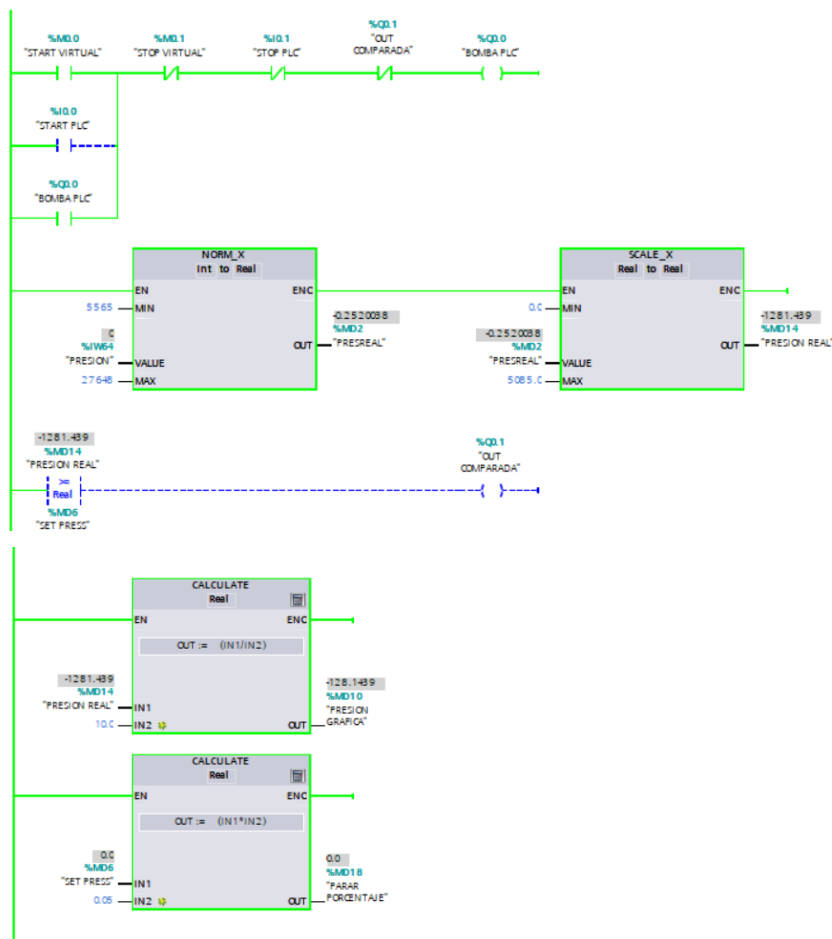 %M0.0 %M0.1 %I0.1 %Q0.1 %Q0.0
"START VIRTUAL" "STOP VIRTUAL" "STOP PLC" "OUT COMPARADA" "BOMBA PLC"
%I0.0
"START PLC"
%Q0.0
"BOMBA PLC"
NORM_X
Int to Real
EN ENC
5565 MIN
0
%IW64
"PRESION" VALUE
27648 MAX
-0.2520038
%MD2
OUT "PRESREAL"
SCALE_X
Real to Real
EN ENC
0.0 MIN
-0.2520038
%MD2
"PRESREAL" VALUE
5085.0 MAX
-1281.439
%MD14
OUT "PRESION REAL"
-1281.439
%MD14
"PRESION REAL"
>=
Real
%MD6
"SET PRESS"
%Q0.1
"OUT
COMPARADA"
CALCULATE
Real
EN ENC
OUT := (IN1/IN2)
-1281.439
%MD14
"PRESION REAL" IN1
10.0 IN2
-128.1439
%MD10
"PRESION
OUT GRAFICA"
CALCULATE
Real
EN ENC
OUT := (IN1*IN2)
0.0
%MD6
"SET PRESS" IN1
0.05 IN2
0.0
%MD18
"PARAR
OUT PORCENTAJE"